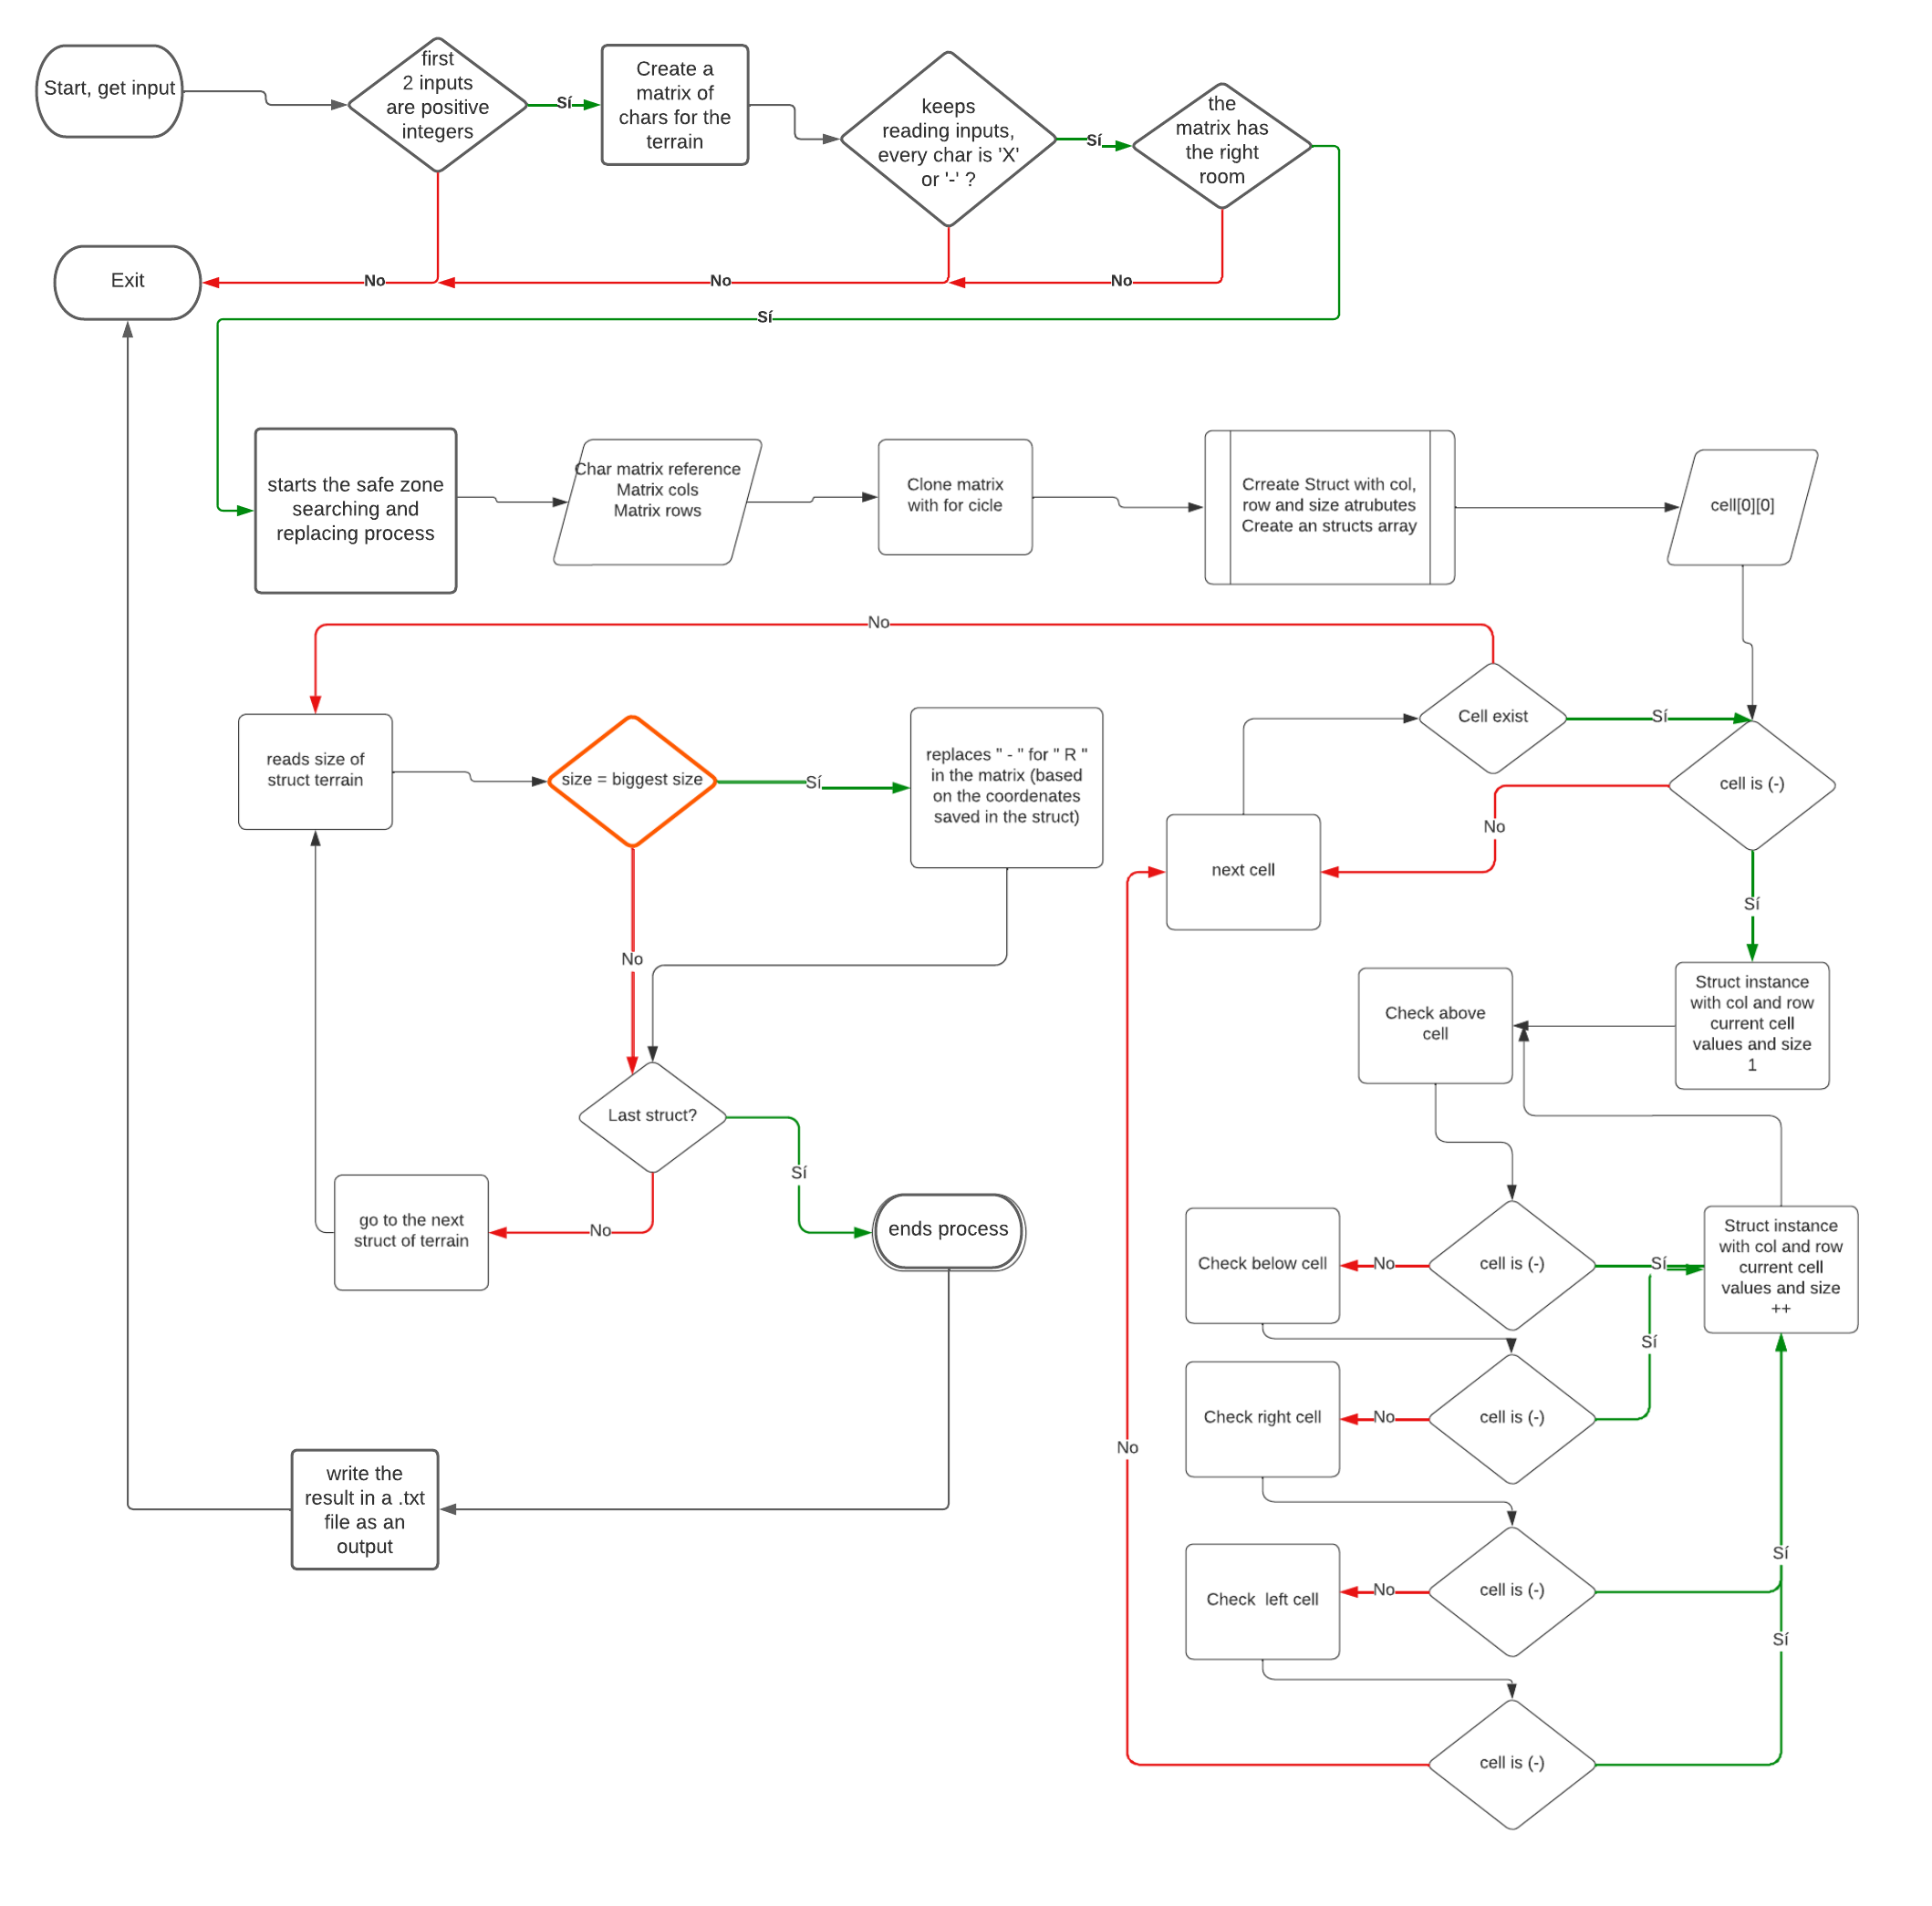 Start, get input
first
2 inputs
are positive
integers
Sí
Create a
matrix of
chars for the
terrain
keeps
reading inputs,
every char is 'X'
or '-' ?
Sí
the
matrix has
the right
room
Exit
No
No
No
Sí
starts the safe zone
searching and
replacing process
Char matrix reference
Matrix cols
Matrix rows
Clone matrix
with for cicle
Crreate Struct with col,
row and size atrubutes
Create an structs array
cell[0][0]
No
reads size of
struct terrain
size = biggest size
Sí
replaces " - " for " R "
in the matrix (based
on the coordenates
saved in the struct)
Cell exist
Sí
cell is (-)
No
next cell
Sí
No
Struct instance
with col and row
current cell
values and size
1
Check above
cell
Last struct?
Sí
No
go to the next
struct of terrain
ends process
Check below cell
No
cell is (-)
Sí
Struct instance
with col and row
current cell
values and size
++
Sí
Check right cell
No
cell is (-)
No
write the
result in a .txt
file as an
output
Sí
Check  left cell
No
cell is (-)
Sí
cell is (-)